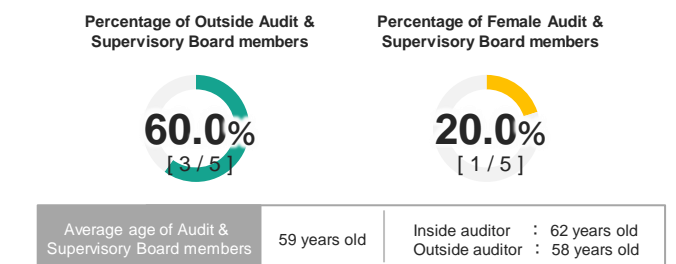 Percentage of Outside Audit &
Supervisory Board members
Percentage of Female Audit &
Supervisory Board members
60.0%
[ 3 / 5 ]
20.0%
[ 1 / 5 ]
Average age of Audit &
Supervisory Board members
59 years old
Inside auditor : 62 years old
Outside auditor : 58 years old